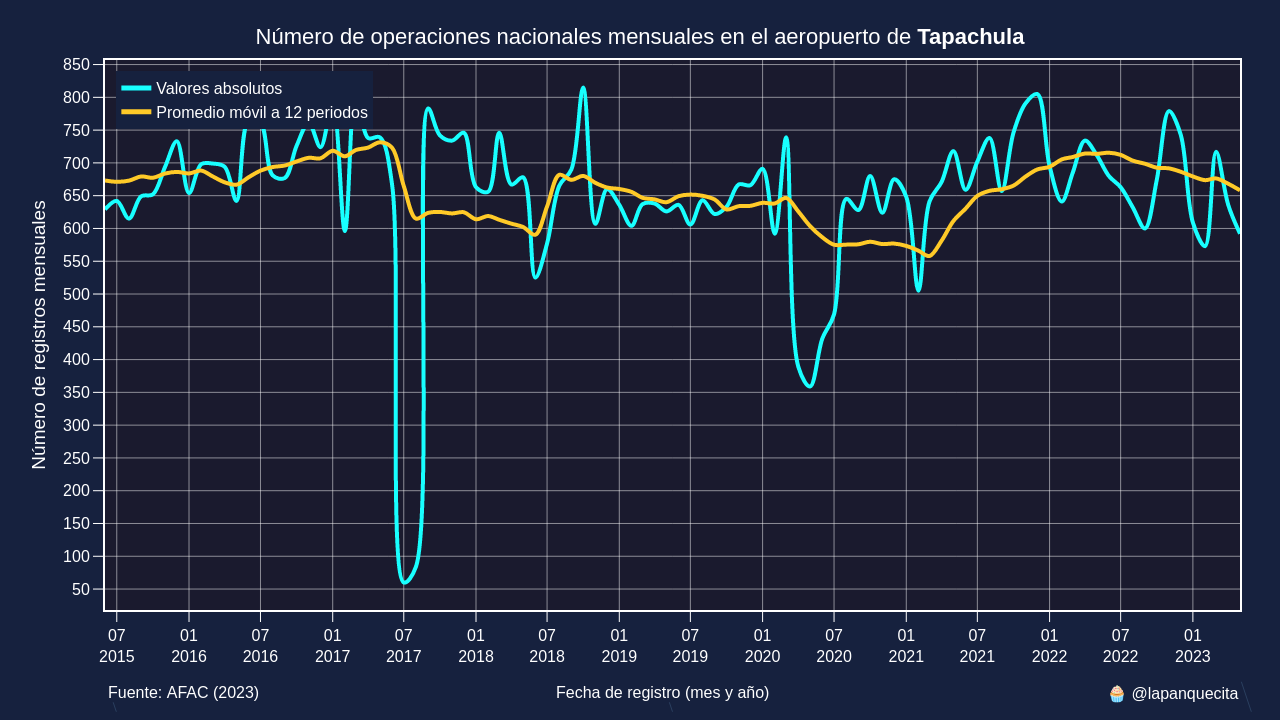 Número de operaciones nacionales mensuales en el aeropuerto de Tapachula
Valores absolutos
Promedio móvil a 12 periodos
Número de registros mensuales
850
800
750
700
650
600
550
500
450
400
350
300
250
200
150
100
50
07 01 07 01 07 01 07 01 07 01 07 01 07 01 07 01
2015 2016 2016 2017 2017 2018 2018 2019 2019 2020 2020 2021 2021 2022 2022 2023
Fuente: AFAC (2023) Fecha de registro (mes y año) 🧁 @lapanquecita